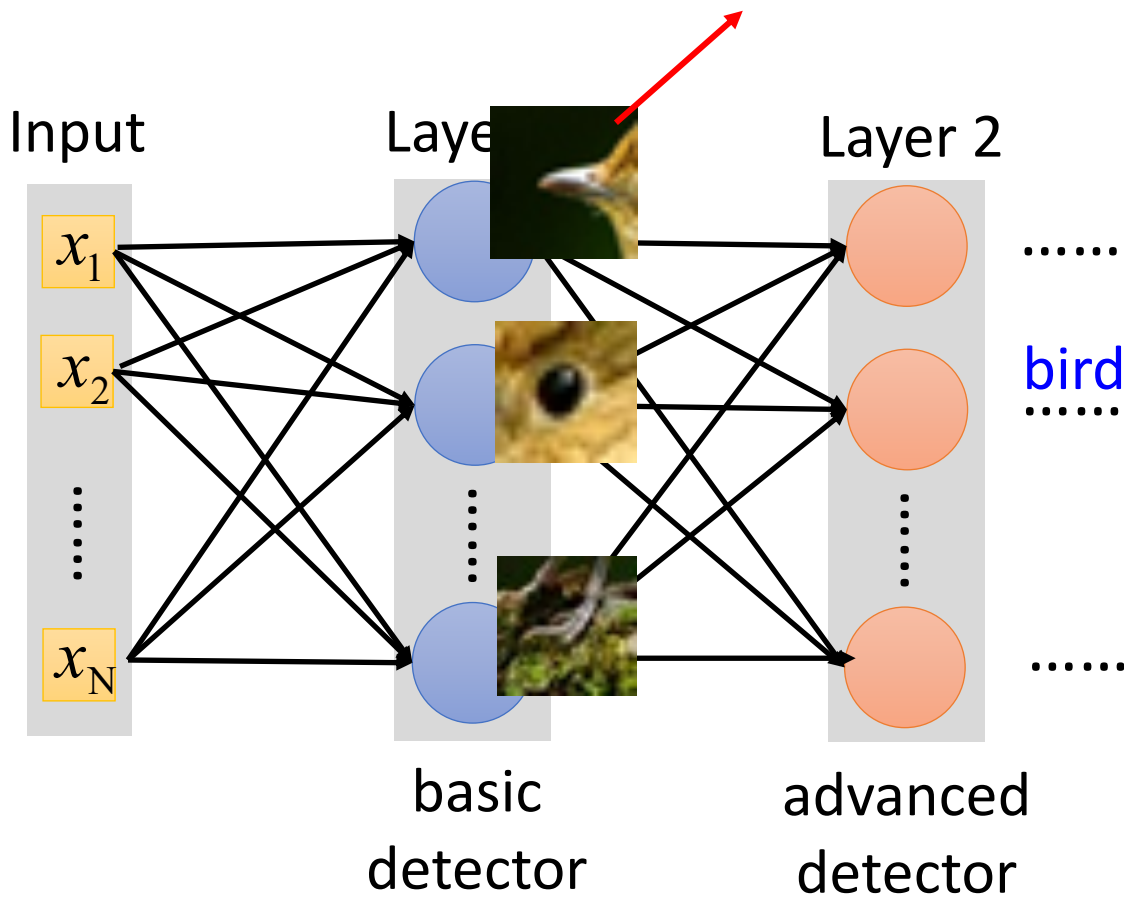 Input
Laye
Layer 2
x1
x2
xN
……
bird
……
……
basic
detector
advanced
detector